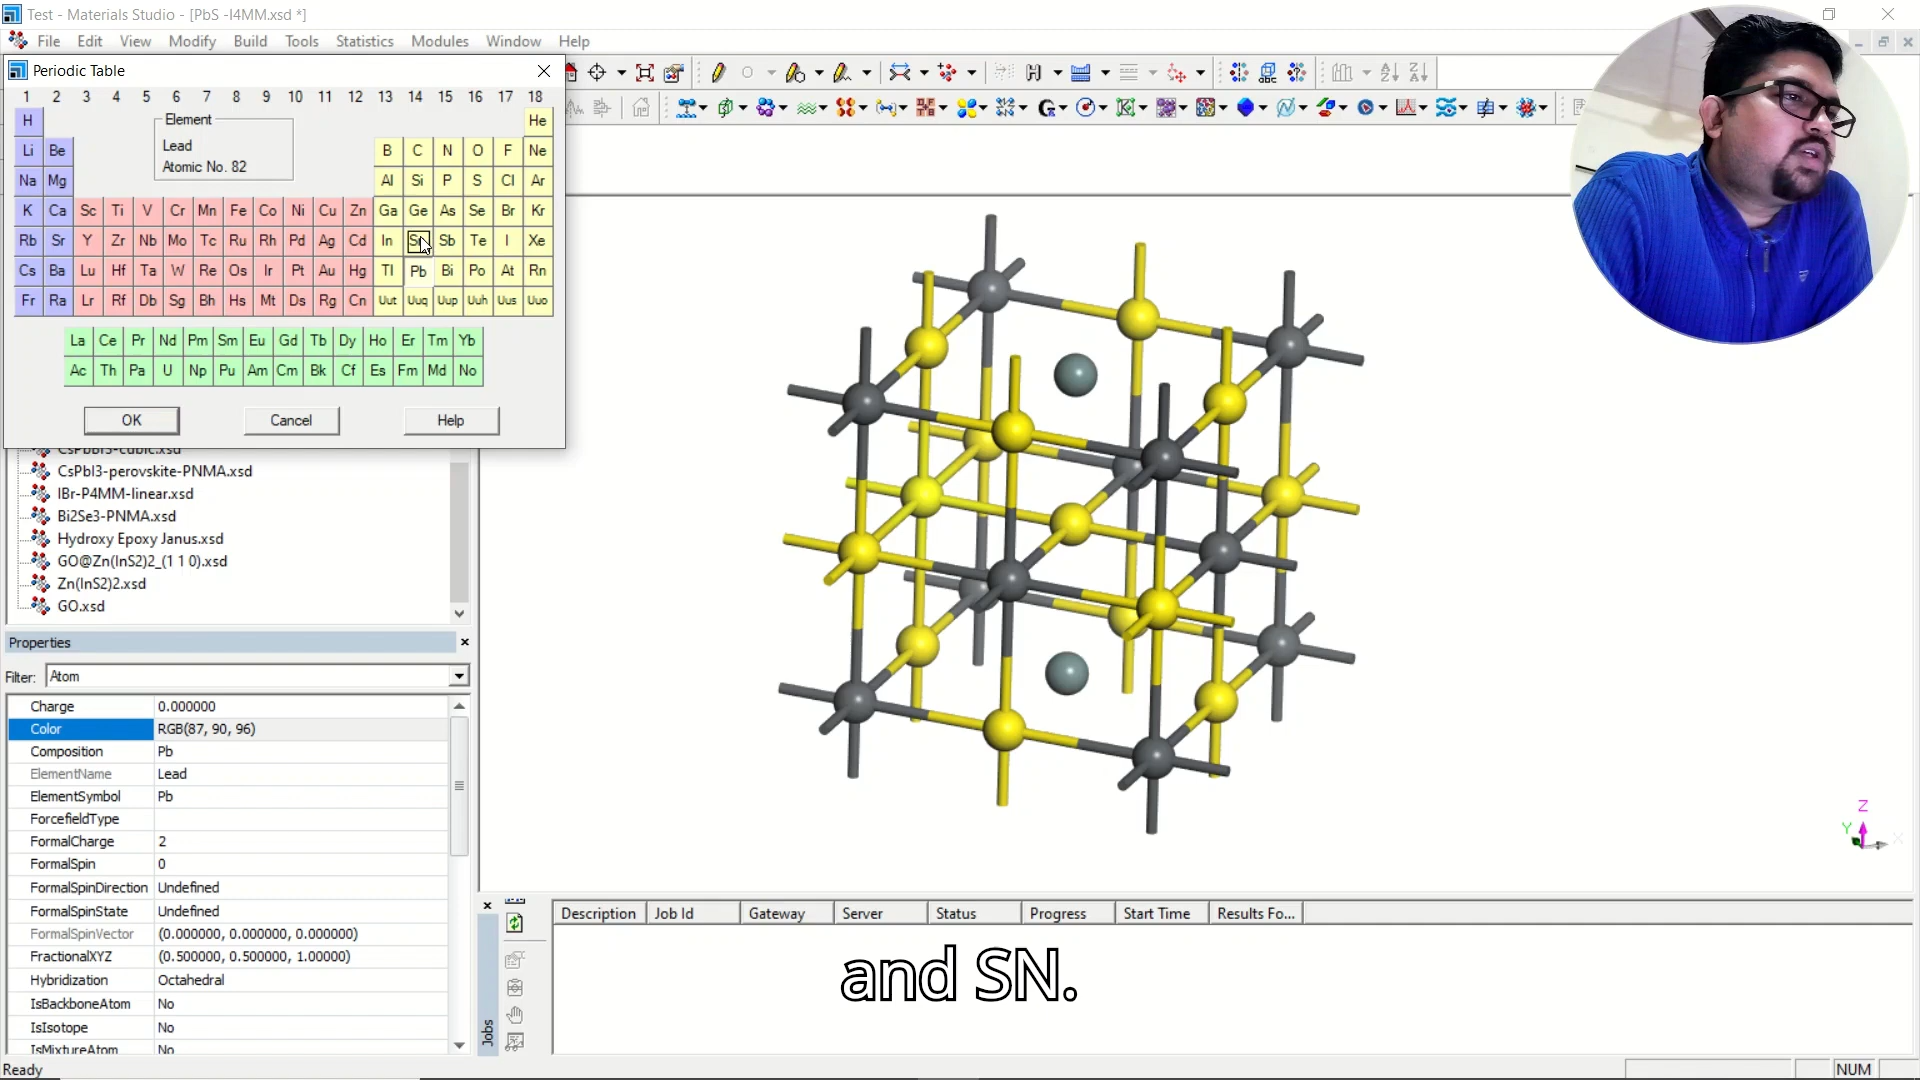 Test - Materials Studio - [PbS -I4MM.xsd *]
File Edit View Modify Build Tools Statistics Modules Window Help
Periodic Table
1 2 3 4 5 6 7 8 9 10 11 12 13 14 15 16 17 18
Element
H He
Lead
Li Be B C N O F Ne
Atomic No. 82
Na Mg Al Si P S Cl Ar
K Ca Sc Ti V Cr Mn Fe Co Ni Cu Zn Ga Ge As Se Br Kr
Rb Sr Y Zr Nb Mo Tc Ru Rh Pd Ag Cd In Sn Sb Te I Xe
Cs Ba Lu Hf Ta W Re Os Ir Pt Au Hg Tl Pb Bi Po At Rn
Fr Ra Lr Rf Db Sg Bh Hs Mt Ds Rg Cn Uut Uuq Uup Uuh Uus Uuo
La Ce Pr Nd Pm Sm Eu Gd Tb Dy Ho Er Tm Yb
Ac Th Pa U Np Pu Am Cm Bk Cf Es Fm Md No
OK Cancel Help
CsPbI3-perovskite-PNMA.xsd
IBr-P4MM-linear.xsd
Bi2Se3-PNMA.xsd
Hydroxy Epoxy Janus.xsd
GO@Zn(InS2)2_(1 1 0).xsd
Zn(InS2)2.xsd
GO.xsd
Properties
Filter: Atom
Charge 0.000000
Color RGB(87, 90, 96)
Composition Pb
ElementName Lead
ElementSymbol Pb
ForcefieldType
FormalCharge 2
FormalSpin 0
FormalSpinDirection Undefined
FormalSpinState Undefined
FormalSpinVector (0.000000, 0.000000, 0.000000)
FractionalXYZ (0.500000, 0.500000, 1.00000)
Hybridization Octahedral
IsBackboneAtom No
IsIsotope No
IsMixtureAtom No
Z
Y X
Jobs
Description Job Id Gateway Server Status Progress Start Time Results Fo...
and SN.
Ready
NUM